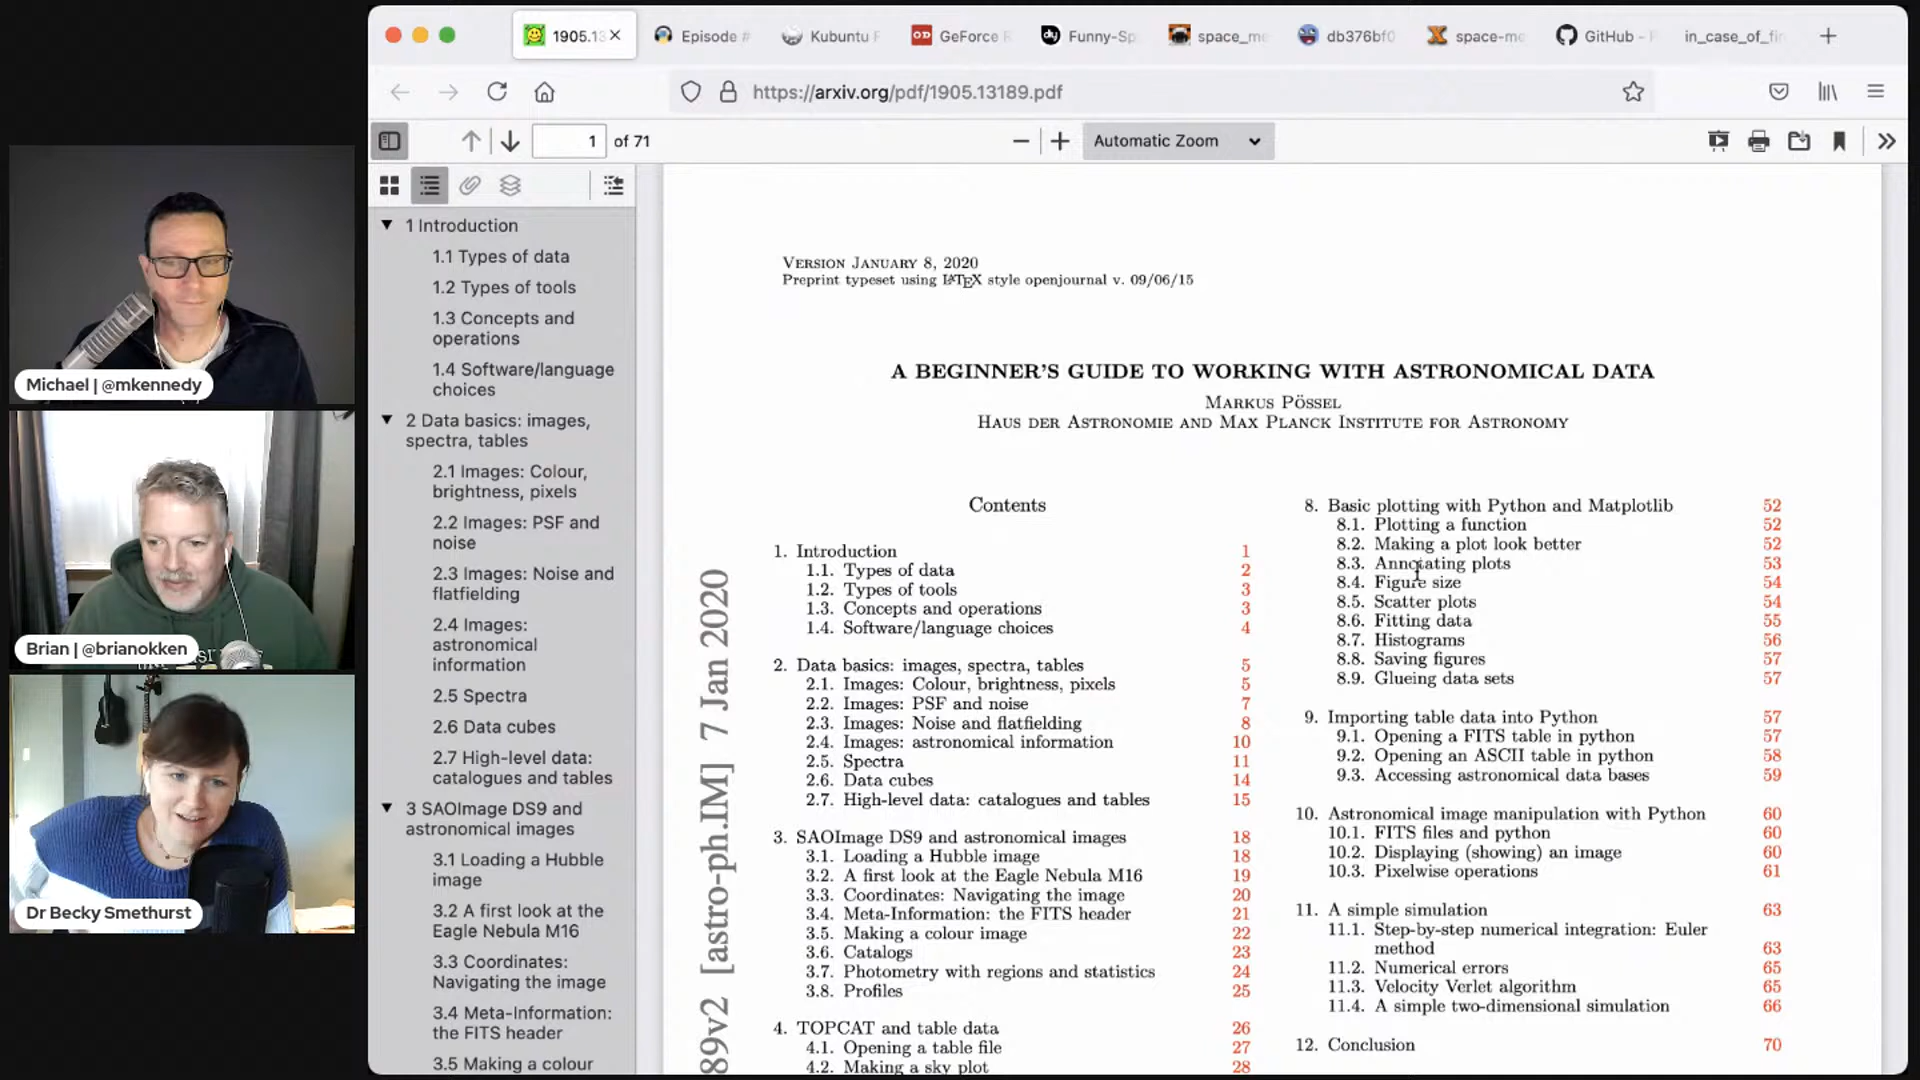 1905.13
Episode #
Kubuntu F
GeForce R
Funny-Sp
space_me
db376bf0
space-me
GitHub -
in_case_of_fir
https://arxiv.org/pdf/1905.13189.pdf
1 of 71
Automatic Zoom
1 Introduction
1.1 Types of data
1.2 Types of tools
1.3 Concepts and
operations
1.4 Software/language
choices
2 Data basics: images,
spectra, tables
2.1 Images: Colour,
brightness, pixels
2.2 Images: PSF and
noise
2.3 Images: Noise and
flatfielding
2.4 Images:
astronomical
information
2.5 Spectra
2.6 Data cubes
2.7 High-level data:
catalogues and tables
3 SAOImage DS9 and
astronomical images
3.1 Loading a Hubble
image
3.2 A first look at the
Eagle Nebula M16
3.3 Coordinates:
Navigating the image
3.4 Meta-Information:
the FITS header
3.5 Making a colour
Michael | @mkennedy
Brian | @brianokken
Dr Becky Smethurst
VERSION JANUARY 8, 2020
Preprint typeset using LATEX style openjournal v. 09/06/15
A BEGINNER'S GUIDE TO WORKING WITH ASTRONOMICAL DATA
MARKUS PÖSSEL
HAUS DER ASTRONOMIE AND MAX PLANCK INSTITUTE FOR ASTRONOMY
89v2 [astro-ph.IM] 7 Jan 2020
Contents
1. Introduction 1
1.1. Types of data 2
1.2. Types of tools 3
1.3. Concepts and operations 3
1.4. Software/language choices 4
2. Data basics: images, spectra, tables 5
2.1. Images: Colour, brightness, pixels 5
2.2. Images: PSF and noise 7
2.3. Images: Noise and flatfielding 8
2.4. Images: astronomical information 10
2.5. Spectra 11
2.6. Data cubes 14
2.7. High-level data: catalogues and tables 15
3. SAOImage DS9 and astronomical images 18
3.1. Loading a Hubble image 18
3.2. A first look at the Eagle Nebula M16 19
3.3. Coordinates: Navigating the image 20
3.4. Meta-Information: the FITS header 21
3.5. Making a colour image 22
3.6. Catalogs 23
3.7. Photometry with regions and statistics 24
3.8. Profiles 25
4. TOPCAT and table data 26
4.1. Opening a table file 27
4.2. Making a sky plot 28
8. Basic plotting with Python and Matplotlib 52
8.1. Plotting a function 52
8.2. Making a plot look better 52
8.3. Annotating plots 53
8.4. Figure size 54
8.5. Scatter plots 54
8.6. Fitting data 55
8.7. Histograms 56
8.8. Saving figures 57
8.9. Glueing data sets 57
9. Importing table data into Python 57
9.1. Opening a FITS table in python 57
9.2. Opening an ASCII table in python 58
9.3. Accessing astronomical data bases 59
10. Astronomical image manipulation with Python 60
10.1. FITS files and python 60
10.2. Displaying (showing) an image 60
10.3. Pixelwise operations 61
11. A simple simulation 63
11.1. Step-by-step numerical integration: Euler
method 63
11.2. Numerical errors 65
11.3. Velocity Verlet algorithm 65
11.4. A simple two-dimensional simulation 66
12. Conclusion 70